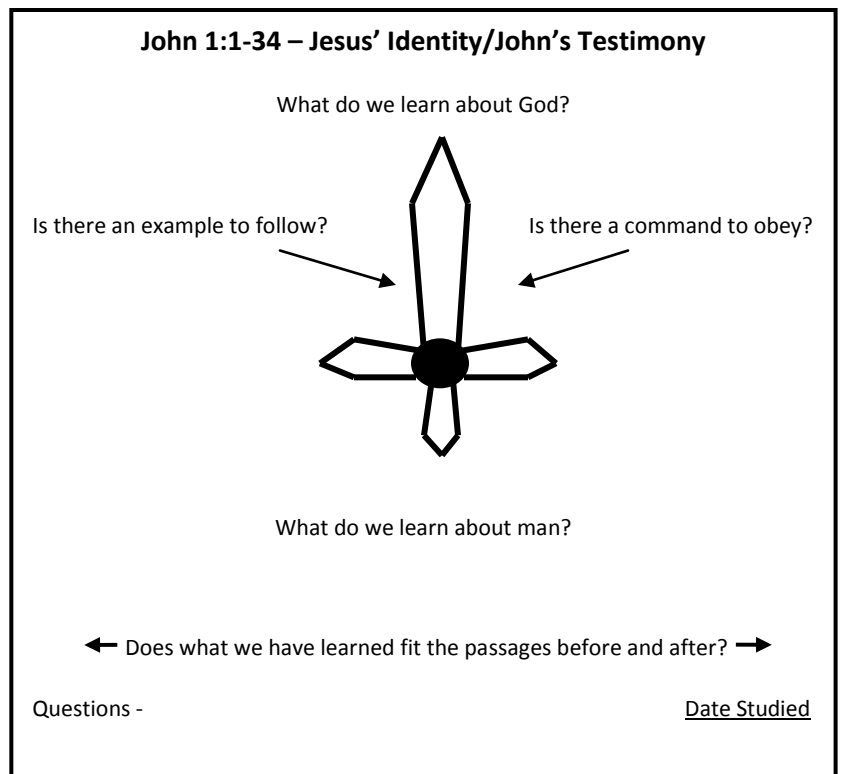 John 1:1-34 – Jesus’ Identity/John’s Testimony
What do we learn about God?
Is there an example to follow?
Is there a command to obey?
What do we learn about man?
Does what we have learned fit the passages before and after?
Questions -
Date Studied